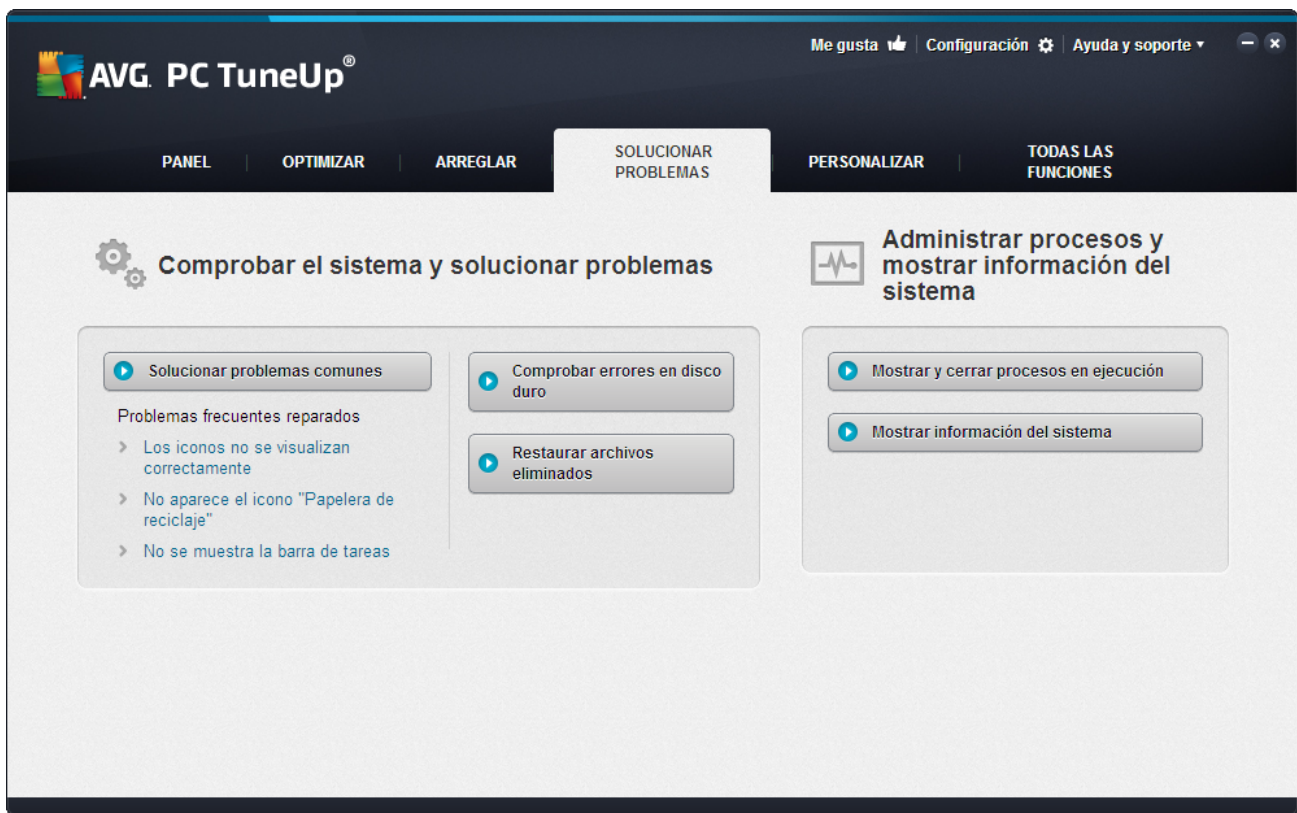 Me gusta
Configuración
Ayuda y soporte
AVG. PC TuneUp®
PANEL
OPTIMIZAR
ARREGLAR
SOLUCIONAR
PROBLEMAS
PERSONALIZAR
TODAS LAS
FUNCIONES
Comprobar el sistema y solucionar problemas
Solucionar problemas comunes
Problemas frecuentes reparados
Los iconos no se visualizan
correctamente
No aparece el icono "Papelera de
reciclaje"
No se muestra la barra de tareas
Comprobar errores en disco
duro
Restaurar archivos
eliminados
Administrar procesos y
mostrar información del
sistema
Mostrar y cerrar procesos en ejecución
Mostrar información del sistema